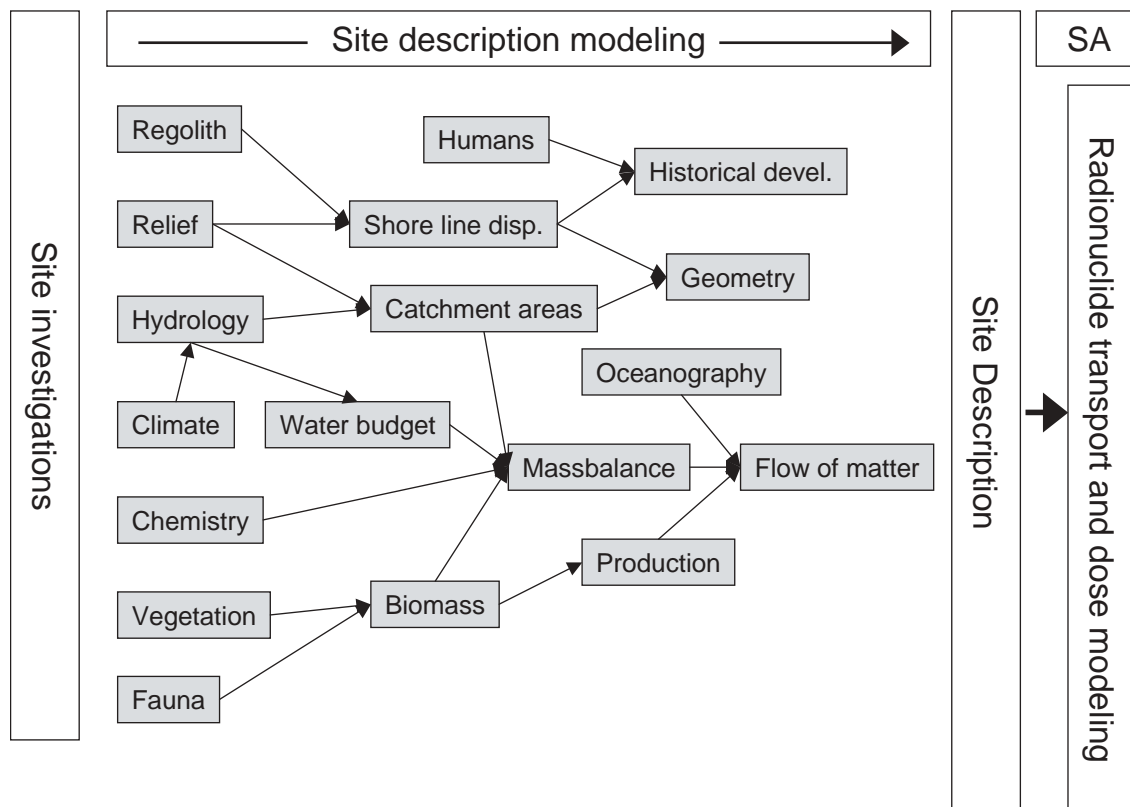 Site description modeling
SA
Site investigations
Regolith
Humans
Historical devel.
Relief
Shore line disp.
Geometry
Hydrology
Catchment areas
Oceanography
Climate
Water budget
Massbalance
Flow of matter
Chemistry
Production
Vegetation
Biomass
Fauna
Site Description
Radionuclide transport and dose modeling